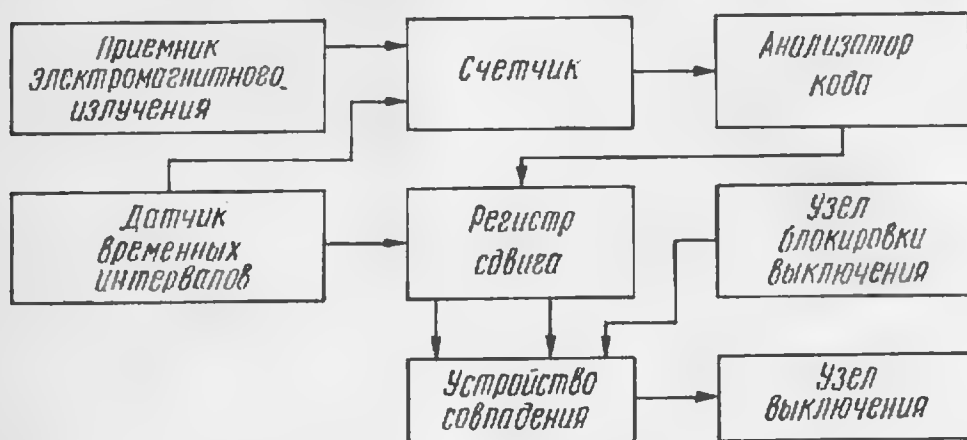 Приемник
электромагнитного
излучения
Счетчик
Анализатор
кода
Датчик
временных
интервалов
Регистр
сдвига
Узел
блокировки
выключения
Устройство
совпадения
Узел
выключения